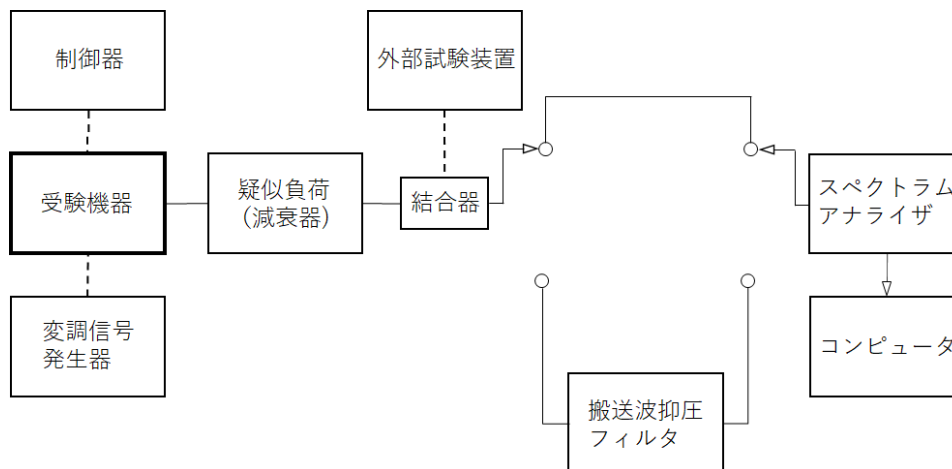 制御器
外部試験装置
受験機器
疑似負荷
(減衰器)
結合器
スペクトラム
アナライザ
変調信号
発生器
コンピュータ
搬送波抑圧
フィルタ